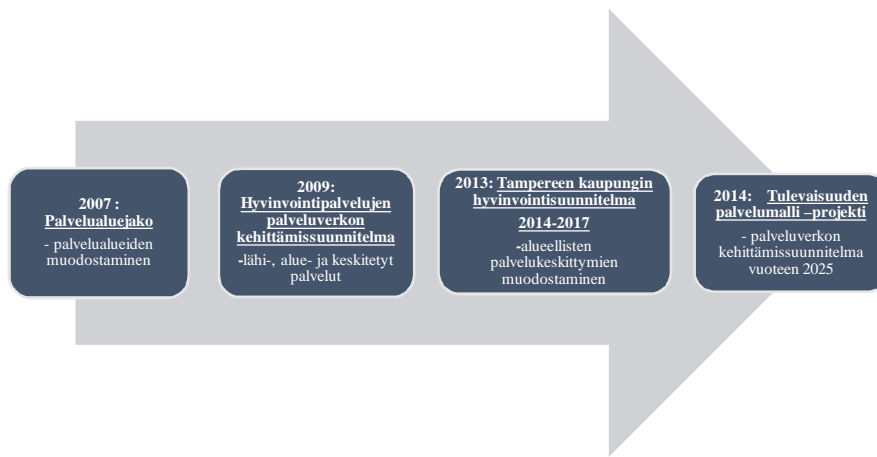 2007 :
Palvelualuejako
- palvelualueiden
muodostaminen
2009:
Hyvinvointipalvelujen
palveluverkon
kehittämissuunnitelma
-lähi-, alue- ja keskitetyt
palvelut
2013: Tampereen kaupungin
hyvinvointisuunnitelma
2014-2017
-alueellisten
palvelukeskittymien
muodostaminen
2014: Tulevaisuuden
palvelumalli –projekti
- palveluverkon
kehittämissuunnitelma
vuoteen 2025